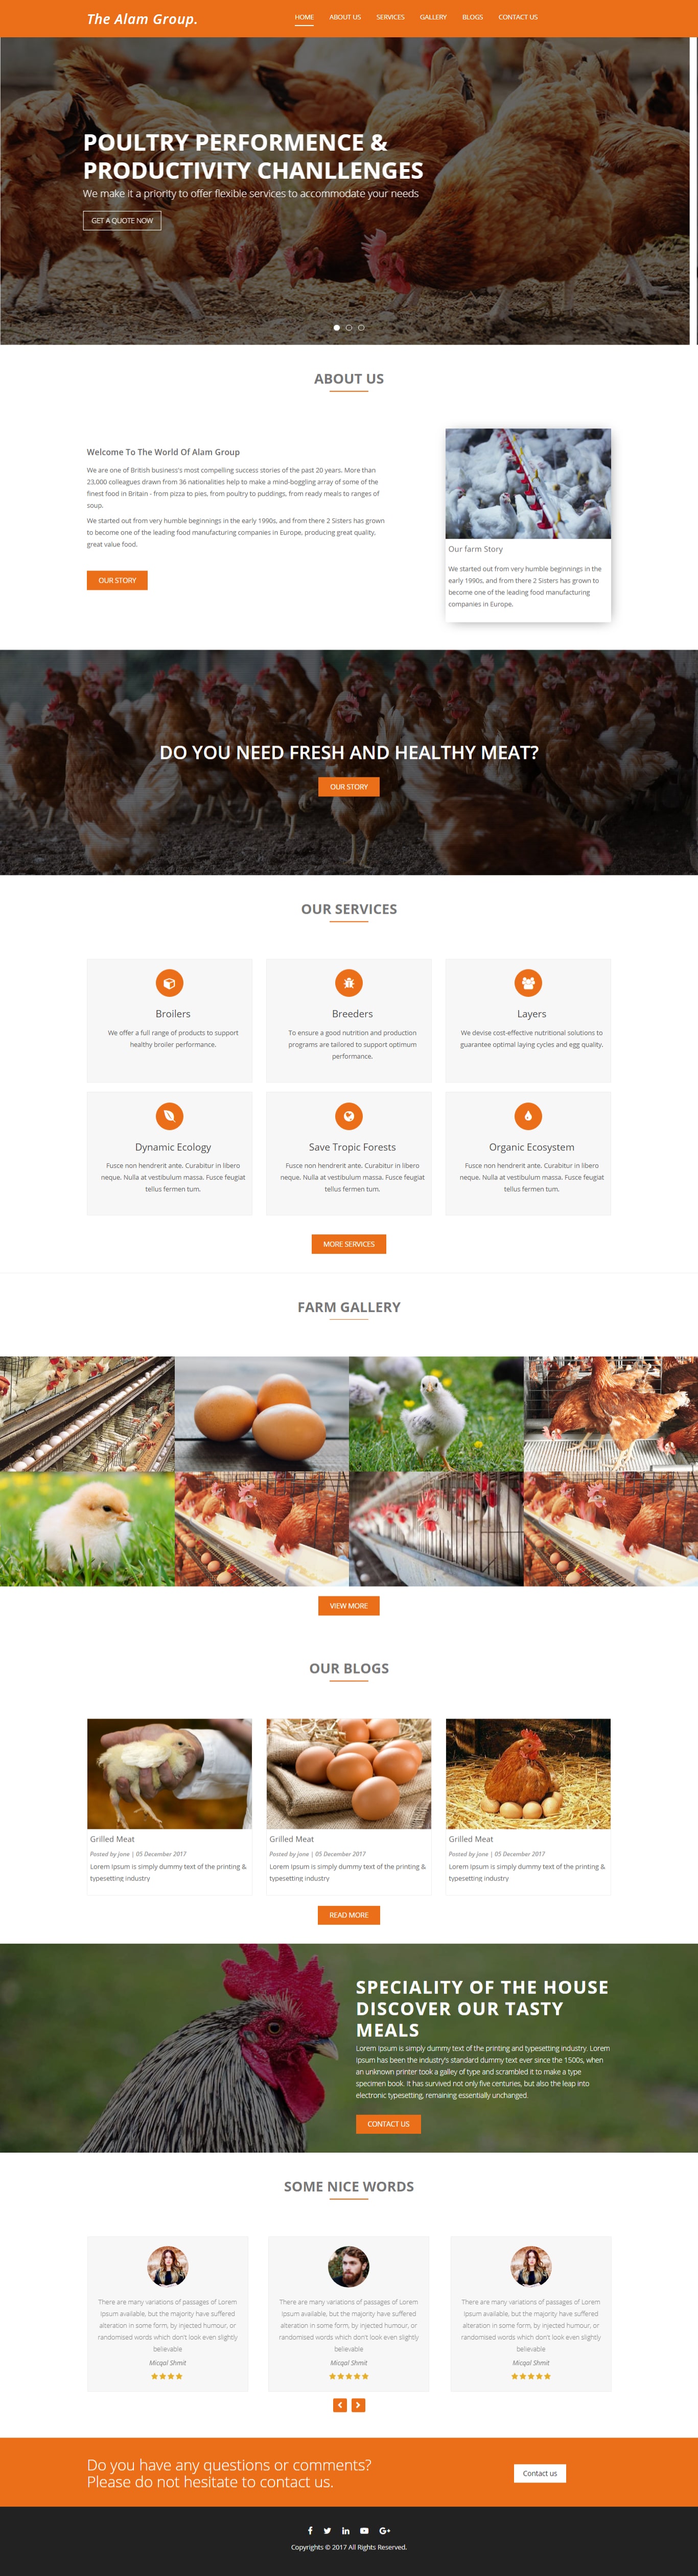 The Alam Group.
HOME ABOUT US SERVICES GALLERY BLOGS CONTACT US
POULTRY PERFORMENCE &
PRODUCTIVITY CHANLLENGES
We make it a priority to offer flexible services to accommodate your needs
GET A QUOTE NOW
ABOUT US
Welcome To The World Of Alam Group
We are one of British business's most compelling success stories of the past 20 years. More than
23,000 colleagues drawn from 36 nationalities help to make a mind-boggling array of some of the
finest food in Britain - from pizza to pies, from poultry to puddings, from ready meals to ranges of
soup.
We started out from very humble beginnings in the early 1990s, and from there 2 Sisters has grown
to become one of the leading food manufacturing companies in Europe, producing great quality,
great value food.
OUR STORY
Our farm Story
We started out from very humble beginnings in the
early 1990s, and from there 2 Sisters has grown to
become one of the leading food manufacturing
companies in Europe.
DO YOU NEED FRESH AND HEALTHY MEAT?
OUR STORY
OUR SERVICES
Broilers
We offer a full range of products to support
healthy broiler performance.
Breeders
To ensure a good nutrition and production
programs are tailored to support optimum
performance.
Layers
We devise cost-effective nutritional solutions to
guarantee optimal laying cycles and egg quality.
Dynamic Ecology
Fusce non hendrerit ante. Curabitur in libero
neque. Nulla at vestibulum massa. Fusce feugiat
tellus fermen tum.
Save Tropic Forests
Fusce non hendrerit ante. Curabitur in libero
neque. Nulla at vestibulum massa. Fusce feugiat
tellus fermen tum.
Organic Ecosystem
Fusce non hendrerit ante. Curabitur in libero
neque. Nulla at vestibulum massa. Fusce feugiat
tellus fermen tum.
MORE SERVICES
FARM GALLERY
VIEW MORE
OUR BLOGS
Grilled Meat
Posted by jone | 05 December 2017
Lorem Ipsum is simply dummy text of the printing &
typesetting industry
Grilled Meat
Posted by jone | 05 December 2017
Lorem Ipsum is simply dummy text of the printing &
typesetting industry
Grilled Meat
Posted by jone | 05 December 2017
Lorem Ipsum is simply dummy text of the printing &
typesetting industry
READ MORE
SPECIALITY OF THE HOUSE
DISCOVER OUR TASTY
MEALS
Lorem Ipsum is simply dummy text of the printing and typesetting industry. Lorem
Ipsum has been the industry's standard dummy text ever since the 1500s, when
an unknown printer took a galley of type and scrambled it to make a type
specimen book. It has survived not only five centuries, but also the leap into
electronic typesetting, remaining essentially unchanged.
CONTACT US
SOME NICE WORDS
There are many variations of passages of Lorem
Ipsum available, but the majority have suffered
alteration in some form, by injected humour, or
randomised words which don't look even slightly
believable
Micqal Shmit
There are many variations of passages of Lorem
Ipsum available, but the majority have suffered
alteration in some form, by injected humour, or
randomised words which don't look even slightly
believable
Micqal Shmit
There are many variations of passages of Lorem
Ipsum available, but the majority have suffered
alteration in some form, by injected humour, or
randomised words which don't look even slightly
believable
Micqal Shmit
Do you have any questions or comments?
Please do not hesitate to contact us.
Contact us
Copyrights © 2017 All Rights Reserved.